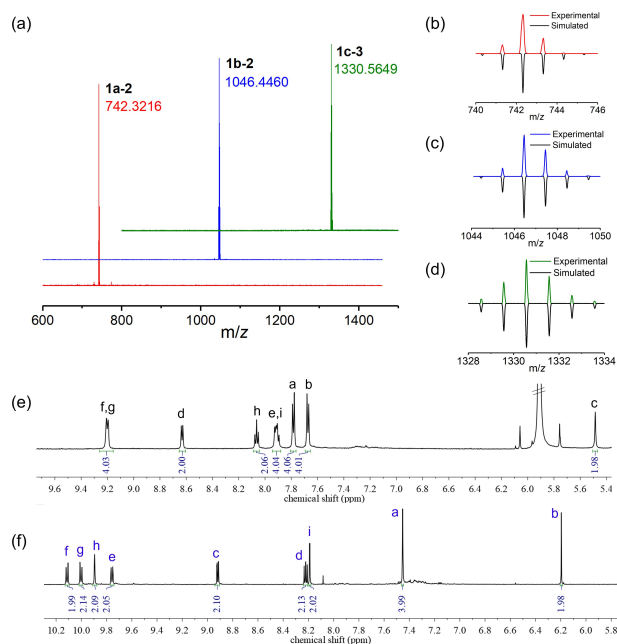 (a)
1a-2
742.3216
1b-2
1046.4460
1c-3
1330.5649
600 800 1000 1200 1400
m/z
(b)
Experimental
Simulated
740 742 744 746
m/z
(c)
Experimental
Simulated
1044 1046 1048 1050
m/z
(d)
Experimental
Simulated
1328 1330 1332 1334
m/z
(e)
f,g d h e,i a b c
4.03 2.00 2.06 4.04 4.06 4.01 1.98
9.6 9.4 9.2 9.0 8.8 8.6 8.4 8.2 8.0 7.8 7.6 7.4 7.2 7.0 6.8 6.6 6.4 6.2 6.0 5.8 5.6 5.4
chemical shift (ppm)
(f)
f g h e c d i a b
1.99 2.14 2.09 2.05 2.10 2.13 2.02 3.99 1.98
10.2 10.0 9.8 9.6 9.4 9.2 9.0 8.8 8.6 8.4 8.2 8.0 7.8 7.6 7.4 7.2 7.0 6.8 6.6 6.4 6.2 6.0 5.8
chemical shift (ppm)